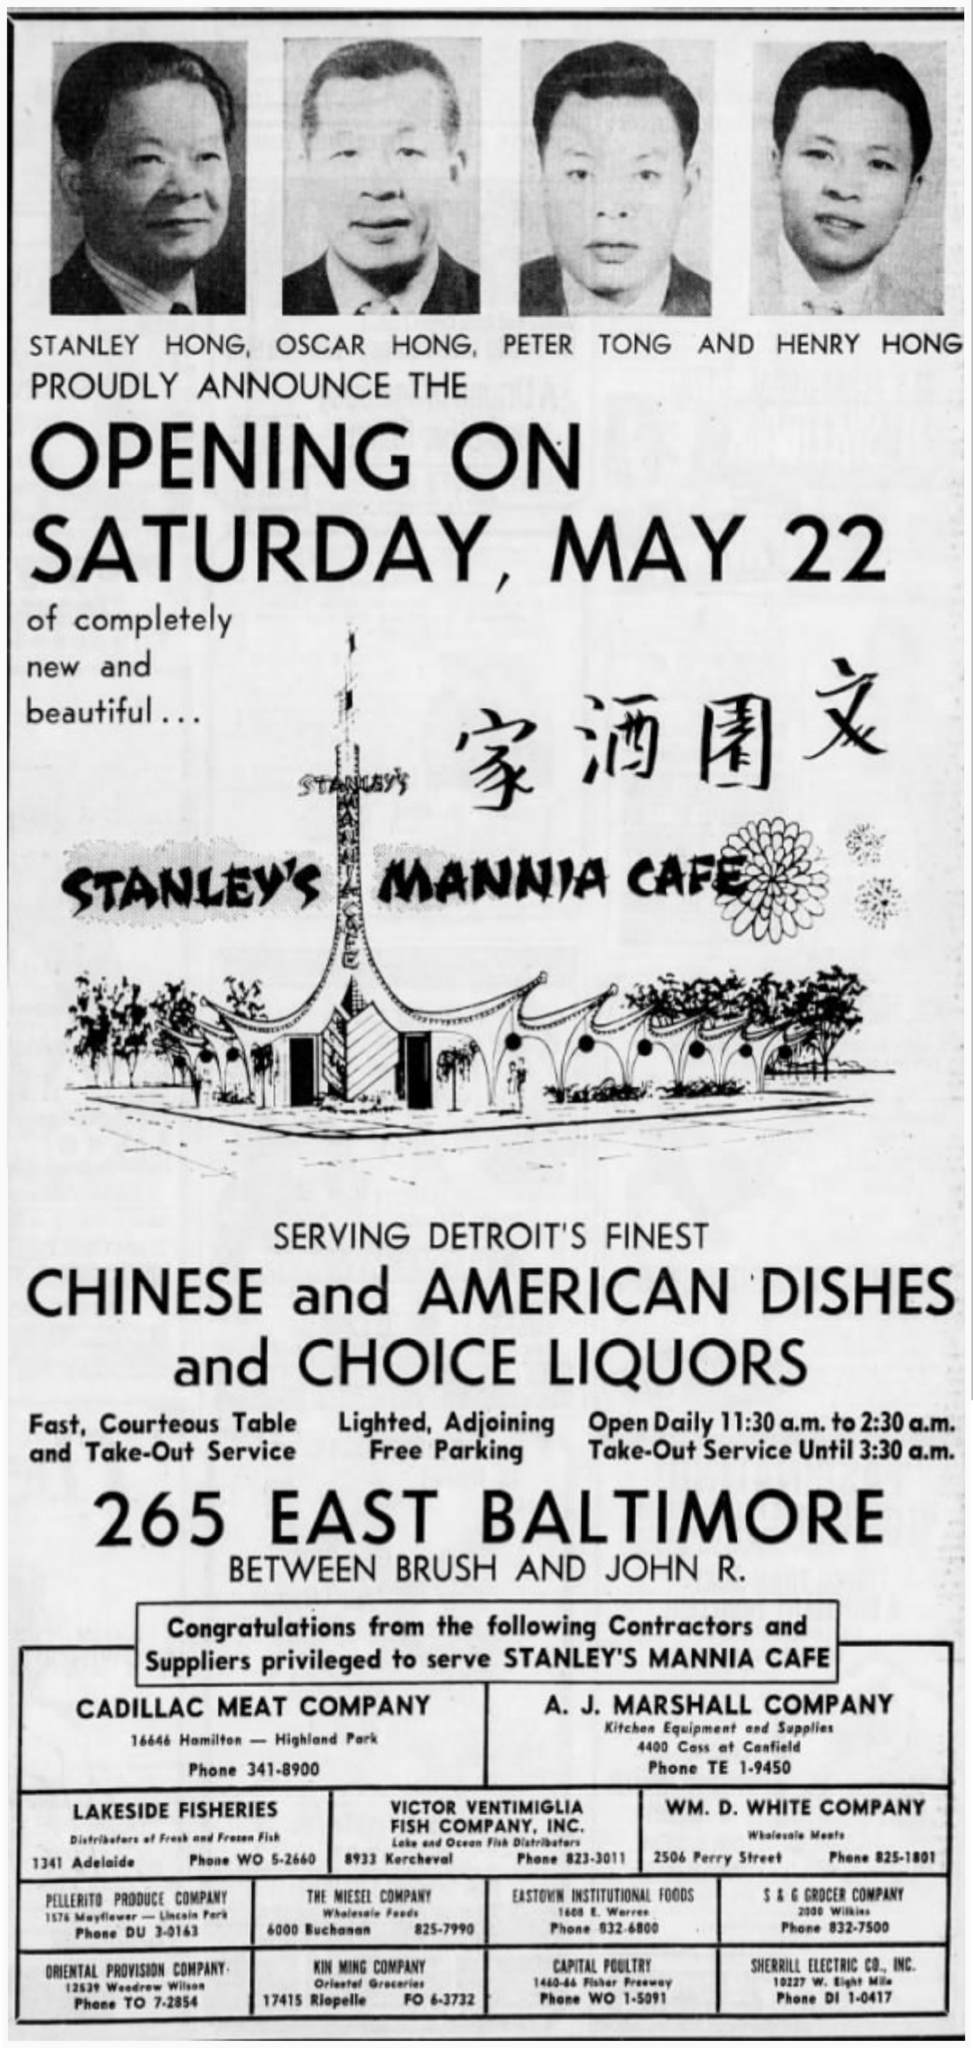 STANLEY HONG, OSCAR HONG, PETER TONG AND HENRY HONG
PROUDLY ANNOUNCE THE
OPENING ON
SATURDAY, MAY 22
of completely
new and
beautiful...
文園酒家
STANLEY'S
MANNIA CAFE
STANLEY'S MANNIA CAFE
SERVING DETROIT'S FINEST
CHINESE and AMERICAN DISHES
and CHOICE LIQUORS
Fast, Courteous Table
and Take-Out Service
Lighted, Adjoining
Free Parking
Open Daily 11:30 a.m. to 2:30 a.m.
Take-Out Service Until 3:30 a.m.
265 EAST BALTIMORE
BETWEEN BRUSH AND JOHN R.
Congratulations from the following Contractors and
Suppliers privileged to serve STANLEY'S MANNIA CAFE
CADILLAC MEAT COMPANY
16646 Hamilton — Highland Park
Phone 341-8900
A. J. MARSHALL COMPANY
Kitchen Equipment and Supplies
4400 Cass at Canfield
Phone TE 1-9450
LAKESIDE FISHERIES
Distributors of Fresh and Frozen Fish
1341 Adelaide Phone WO 5-2660
VICTOR VENTIMIGLIA
FISH COMPANY, INC.
Lake and Ocean Fish Distributors
8933 Kercheval Phone 823-3011
WM. D. WHITE COMPANY
Wholesale Meats
2506 Perry Street Phone 825-1801
PELLERITO PRODUCE COMPANY
1576 Mayflower — Lincoln Park
Phone DU 3-0163
THE MIESEL COMPANY
Wholesale Foods
6000 Buchanan 825-7990
EASTOWN INSTITUTIONAL FOODS
1608 E. Warren
Phone 832-6800
S & G GROCER COMPANY
2000 Wilkins
Phone 832-7500
ORIENTAL PROVISION COMPANY
12539 Woodrow Wilson
Phone TO 7-2854
KIN MING COMPANY
Oriental Groceries
17415 Riopelle FO 6-3732
CAPITAL POULTRY
1460-66 Fisher Freeway
Phone WO 1-5091
SHERRILL ELECTRIC CO., INC.
10227 W. Eight Mile
Phone DI 1-0417